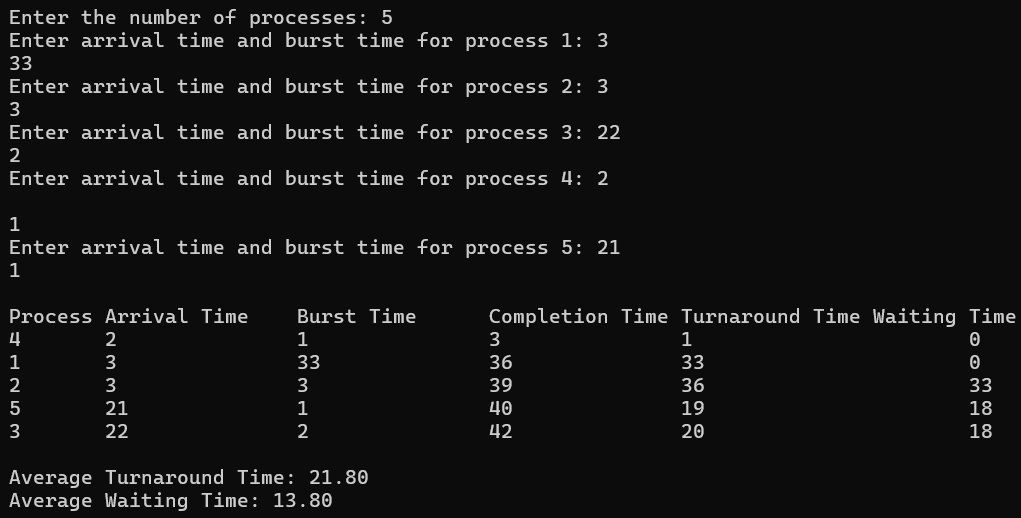 Enter the number of processes: 5
Enter arrival time and burst time for process 1: 3
33
Enter arrival time and burst time for process 2: 3
3
Enter arrival time and burst time for process 3: 22
2
Enter arrival time and burst time for process 4: 2

1
Enter arrival time and burst time for process 5: 21
1

Process Arrival Time    Burst Time      Completion Time Turnaround Time Waiting Time
4       2               1               3               1                       0
1       3               33              36              33                      0
2       3               3               39              36                      33
5       21              1               40              19                      18
3       22              2               42              20                      18

Average Turnaround Time: 21.80
Average Waiting Time: 13.80